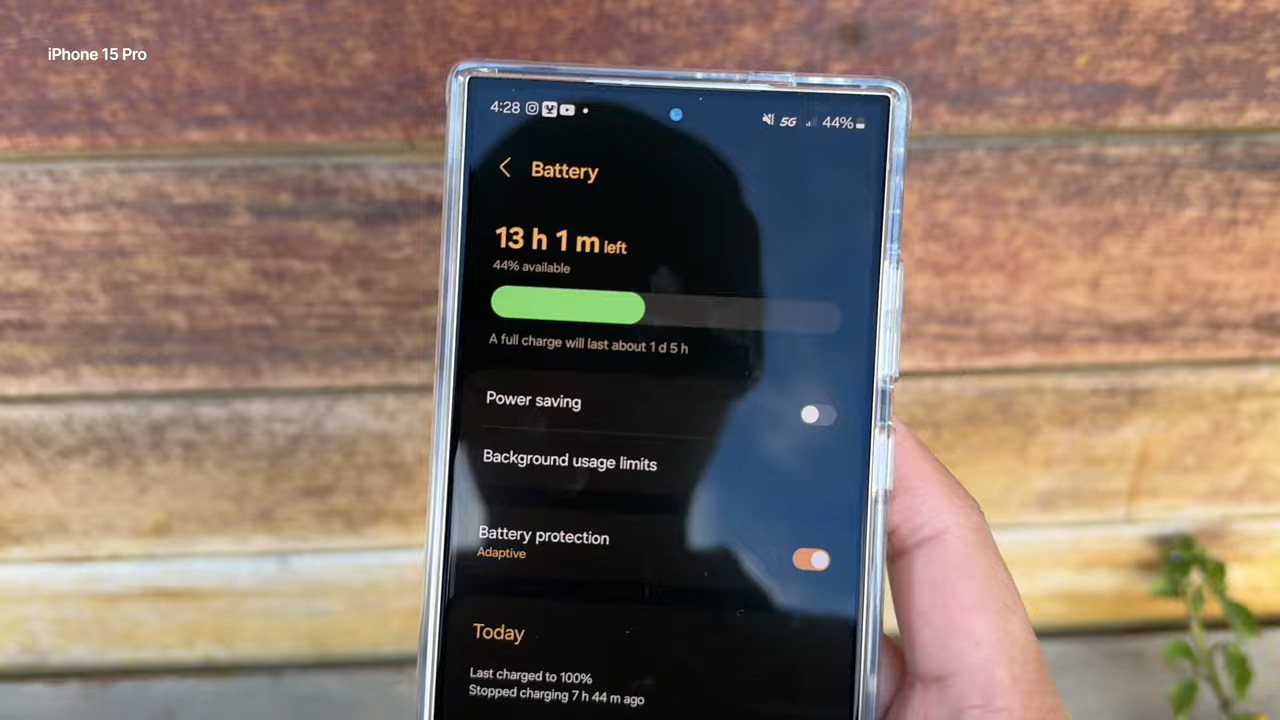 iPhone 15 Pro
4:28
5G 44%
Battery
13 h 1 m left
44% available
A full charge will last about 1 d 5 h
Power saving
Background usage limits
Battery protection
Adaptive
Today
Last charged to 100%
Stopped charging 7 h 44 m ago